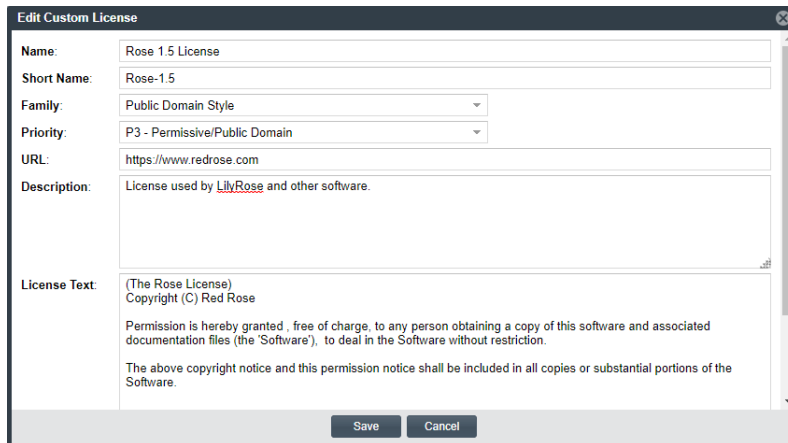 Edit Custom License
Name: Rose 1.5 License
Short Name: Rose-1.5
Family: Public Domain Style
Priority: P3 - Permissive/Public Domain
URL: https://www.redrose.com
Description: License used by LilyRose and other software.
License Text: (The Rose License)
Copyright (C) Red Rose
Permission is hereby granted , free of charge, to any person obtaining a copy of this software and associated
documentation files (the 'Software'), to deal in the Software without restriction.
The above copyright notice and this permission notice shall be included in all copies or substantial portions of the
Software.
Save Cancel